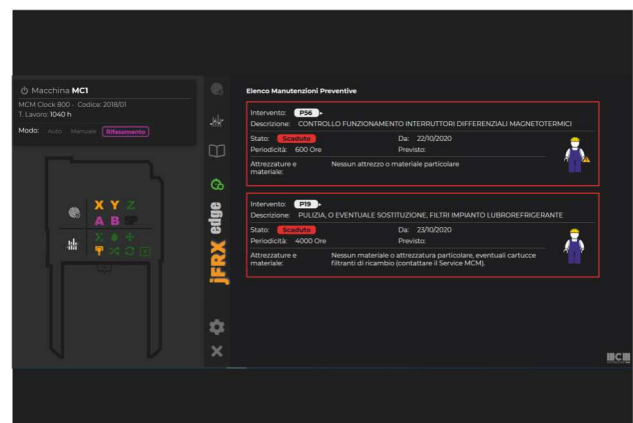 Macchina MC1
MCM Clock 800 - Codice: 2018/01
T. Lavoro: 1040 h
Modo: Auto Manuale Rifasamento
X Y Z
A B
jFRX edge
Elenco Manutenzioni Preventive
Intervento: P56
Descrizione: CONTROLLO FUNZIONAMENTO INTERRUTTORI DIFFERENZIALI MAGNETOTERMICI
Stato: Scaduto Da: 22/10/2020
Periodicità: 600 Ore Previsto:
Attrezzature e Nessun attrezzo o materiale particolare
materiale:
Intervento: P19
Descrizione: PULIZIA, O EVENTUALE SOSTITUZIONE, FILTRI IMPIANTO LUBROREFRIGERANTE
Stato: Scaduto Da: 23/10/2020
Periodicità: 4000 Ore Previsto:
Attrezzature e Nessun materiale o attrezzatura particolare, eventuali cartucce
materiale: filtranti di ricambio (contattare il Service MCM).